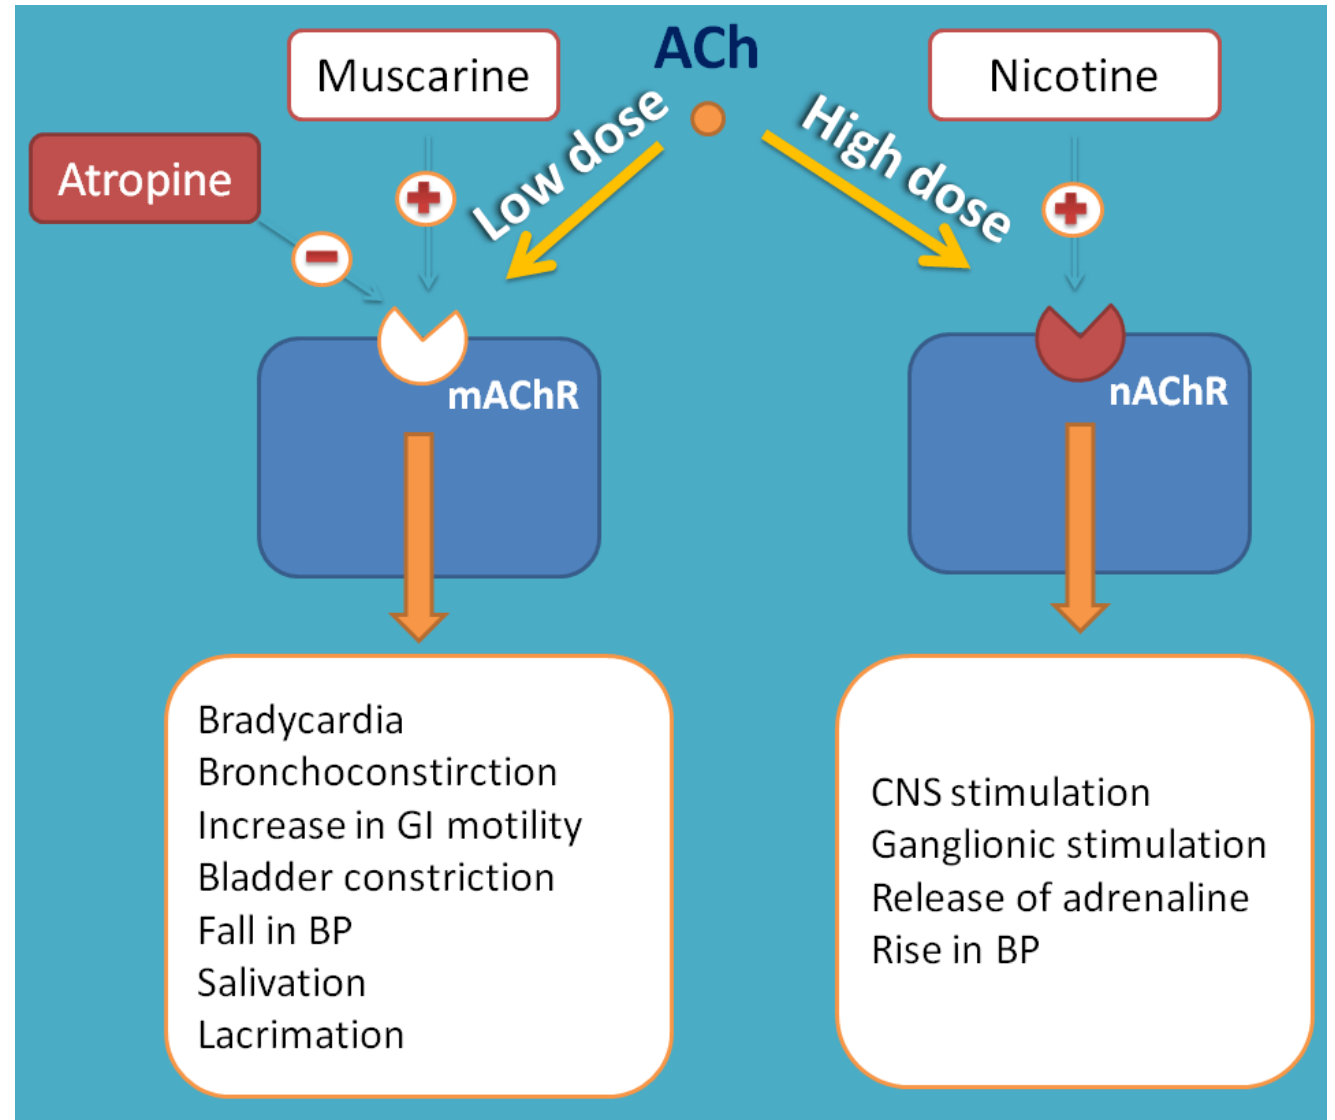 ACh
Muscarine
Nicotine
Atropine
Low dose
High dose
mAChR
nAChR
Bradycardia
Bronchoconstirction
Increase in GI motility
Bladder constriction
Fall in BP
Salivation
Lacrimation
CNS stimulation
Ganglionic stimulation
Release of adrenaline
Rise in BP